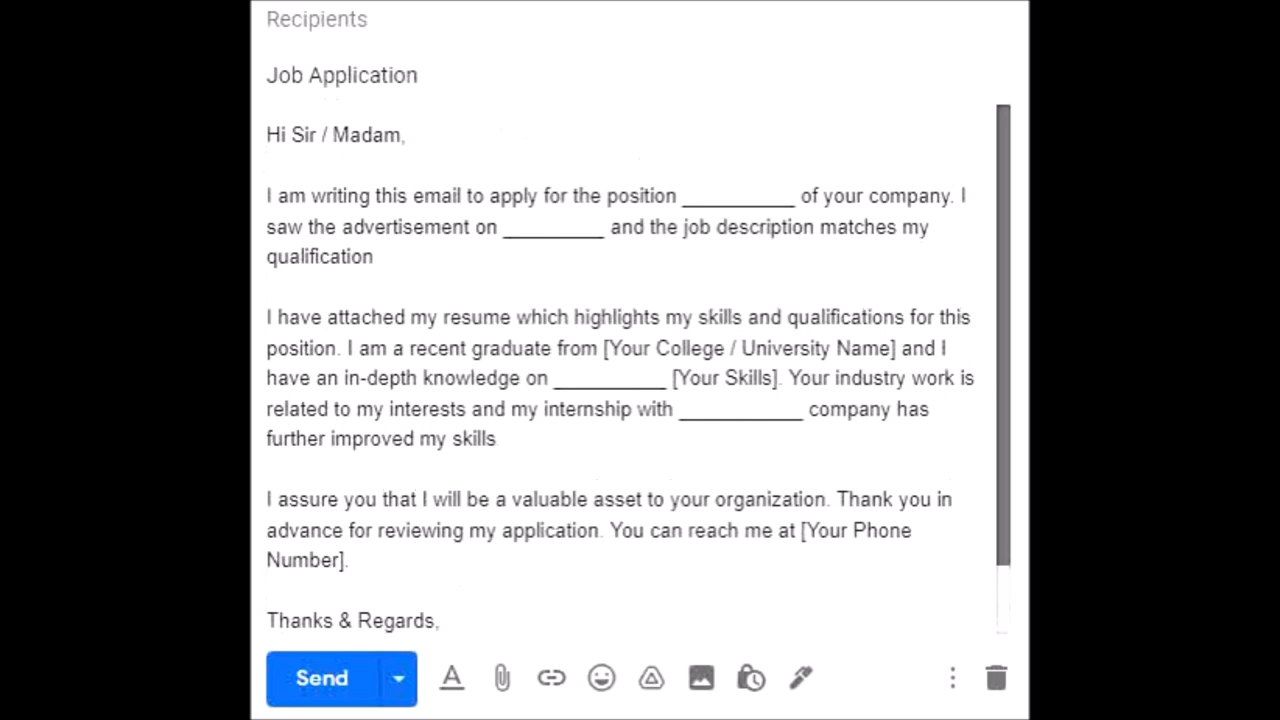 Recipients
Job Application
Hi Sir / Madam,
I am writing this email to apply for the position __________ of your company. I
saw the advertisement on _________ and the job description matches my
qualification
I have attached my resume which highlights my skills and qualifications for this
position. I am a recent graduate from [Your College / University Name] and I
have an in-depth knowledge on __________ [Your Skills]. Your industry work is
related to my interests and my internship with ___________ company has
further improved my skills
I assure you that I will be a valuable asset to your organization. Thank you in
advance for reviewing my application. You can reach me at [Your Phone
Number].
Thanks & Regards,
Send